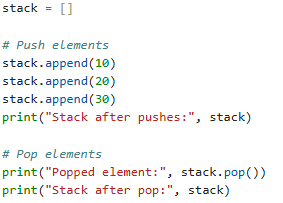 stack = []
# Push elements
stack.append(10)
stack.append(20)
stack.append(30)
print("Stack after pushes:", stack)
# Pop elements
print("Popped element:", stack.pop())
print("Stack after pop:", stack)